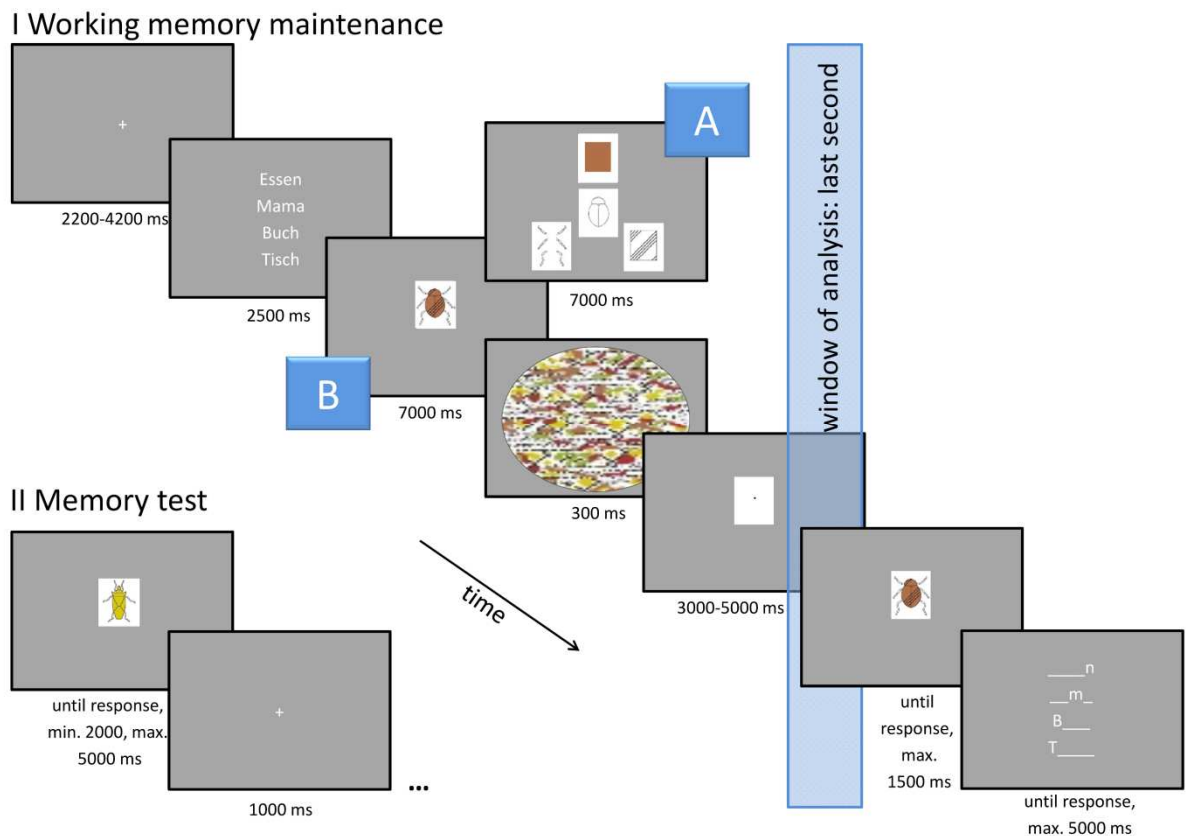 I Working memory maintenance
+
2200-4200 ms
Essen
Mama
Buch
Tisch
2500 ms
B
7000 ms
A
7000 ms
300 ms
3000-5000 ms
window of analysis: last second
until
response,
max.
1500 ms
_____n
__m_
B____
T_____
until response,
max. 5000 ms
time
II Memory test
until response,
min. 2000, max.
5000 ms
+
1000 ms
...